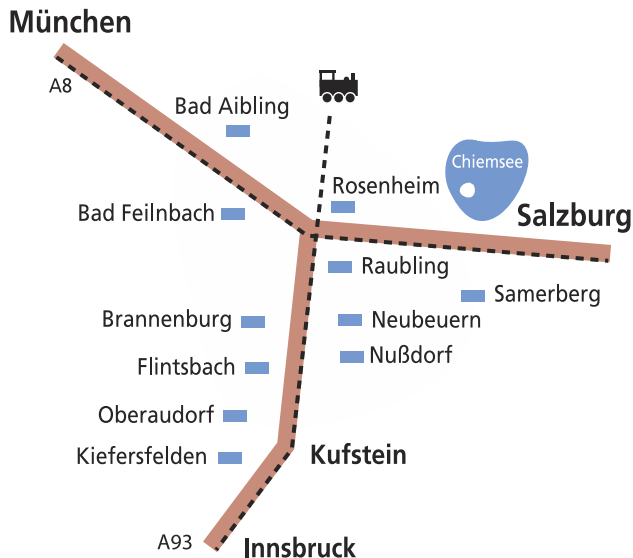 München
A8
Bad Aibling
Chiemsee
Rosenheim
Bad Feilnbach
Salzburg
Raubling
Samerberg
Brannenburg
Neubeuern
Nußdorf
Flintsbach
Oberaudorf
Kiefersfelden
Kufstein
A93
Innsbruck